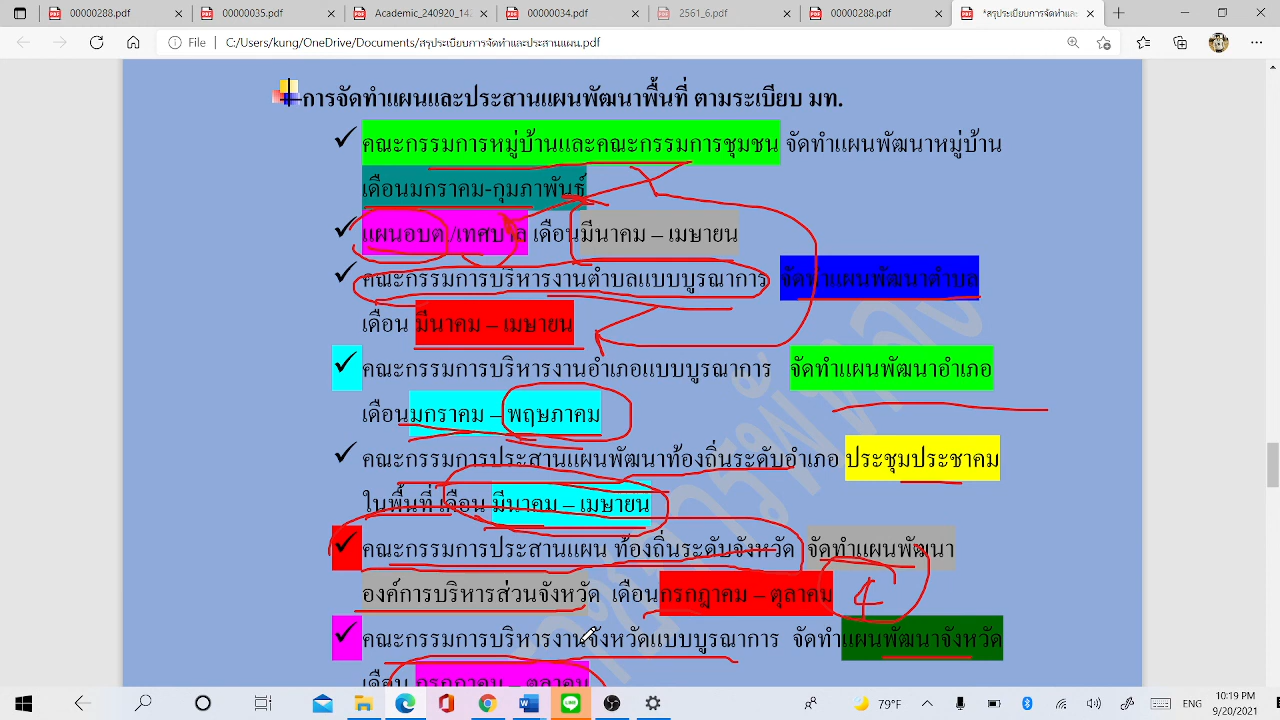 00000288.pdf
Academic_240920_14.
00000034.pdf
2561_6.pdf
00000288.pdf
File C:/Users/kung/OneDrive/Documents/สรุประเบียบการจัดทำและประสานแผน.pdf
การจัดทำแผนและประสานแผนพัฒนาพื้นที่ ตามระเบียบ มท.
คณะกรรมการหมู่บ้านและคณะกรรมการชุมชน จัดทำแผนพัฒนาหมู่บ้าน
เดือนมกราคม-กุมภาพันธ์
แผนอบต./เทศบาล เดือนมีนาคม – เมษายน
คณะกรรมการบริหารงานตำบลแบบบูรณาการ จัดทำแผนพัฒนาตำบล
เดือน มีนาคม – เมษายน
คณะกรรมการบริหารงานอำเภอแบบบูรณาการ จัดทำแผนพัฒนาอำเภอ
เดือนมกราคม – พฤษภาคม
คณะกรรมการประสานแผนพัฒนาท้องถิ่นระดับอำเภอ ประชุมประชาคม
ในพื้นที่ เดือน มีนาคม – เมษายน
คณะกรรมการประสานแผน ท้องถิ่นระดับจังหวัด จัดทำแผนพัฒนา
องค์การบริหารส่วนจังหวัด เดือนกรกฎาคม – ตุลาคม 4
คณะกรรมการบริหารงานจังหวัดแบบบูรณาการ จัดทำแผนพัฒนาจังหวัด
เดือน กรกฎาคม – ตุลาคม
79°F ENG 12:19 PM
9/20/2021